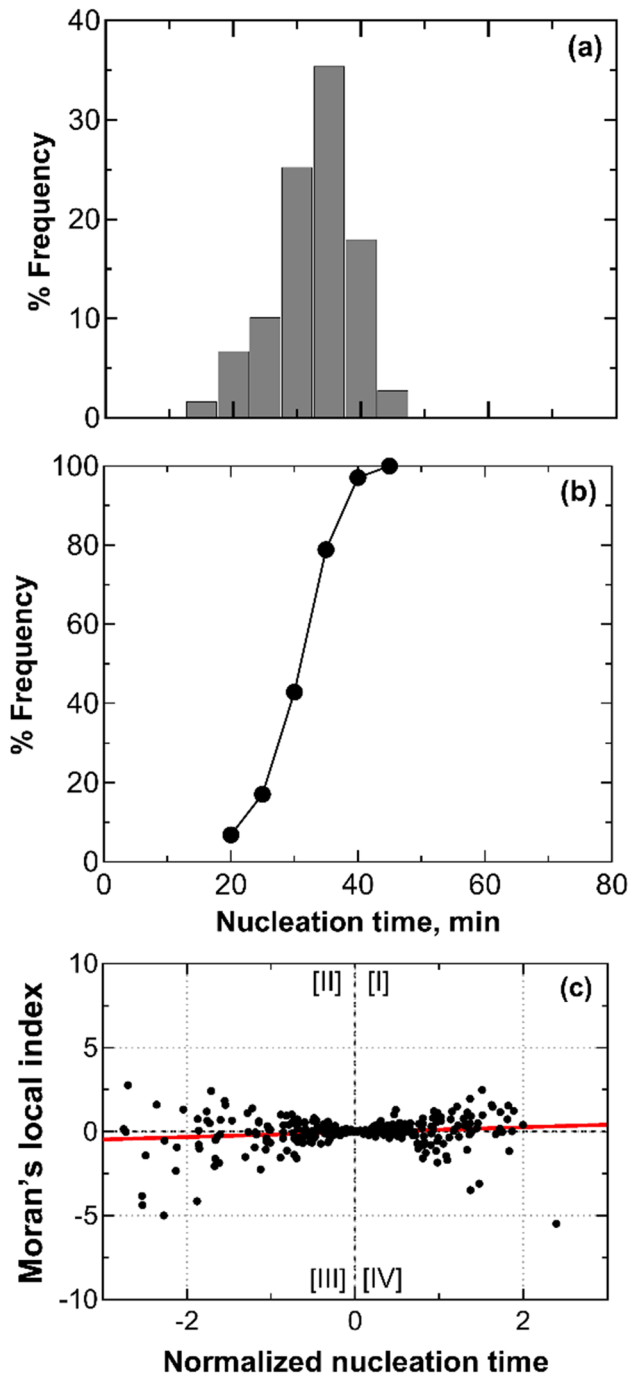 40
(a)
30
% Frequency
20
10
0
100
(b)
80
% Frequency
60
40
20
0
0 20 40 60 80
Nucleation time, min
10
[II] [I] (c)
5
Moran's local index
0
-5
[III] [IV]
-10
-2 0 2
Normalized nucleation time